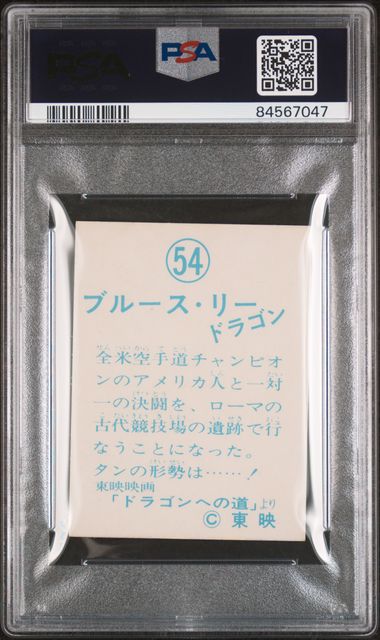 PSA
PSA
84567047
54
ブルース・リー
ドラゴン
全米空手道チャンピオ
ンのアメリカ人と一対
一の決闘を、ローマの
古代競技場の遺跡で行
なうことになった。
タンの形勢は……！
東映映画
「ドラゴンへの道」より
© 東映